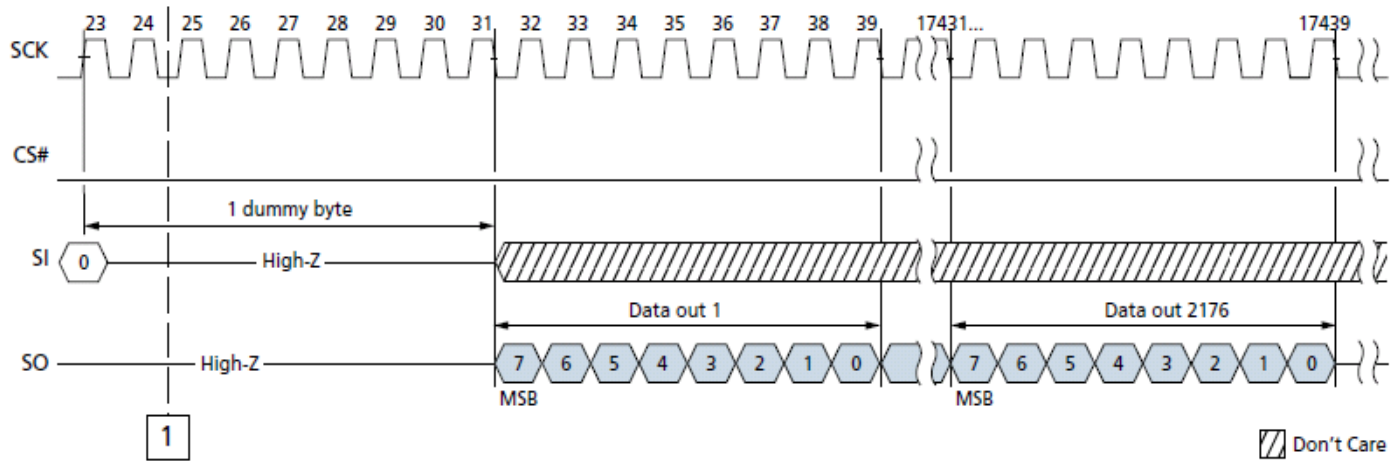 23 24 25 26 27 28 29 30 31 32 33 34 35 36 37 38 39 17431... 17439
SCK
CS#
1 dummy byte
SI 0 High-Z
Data out 1 Data out 2176
SO High-Z 7 6 5 4 3 2 1 0 7 6 5 4 3 2 1 0
MSB MSB
1
Don't Care